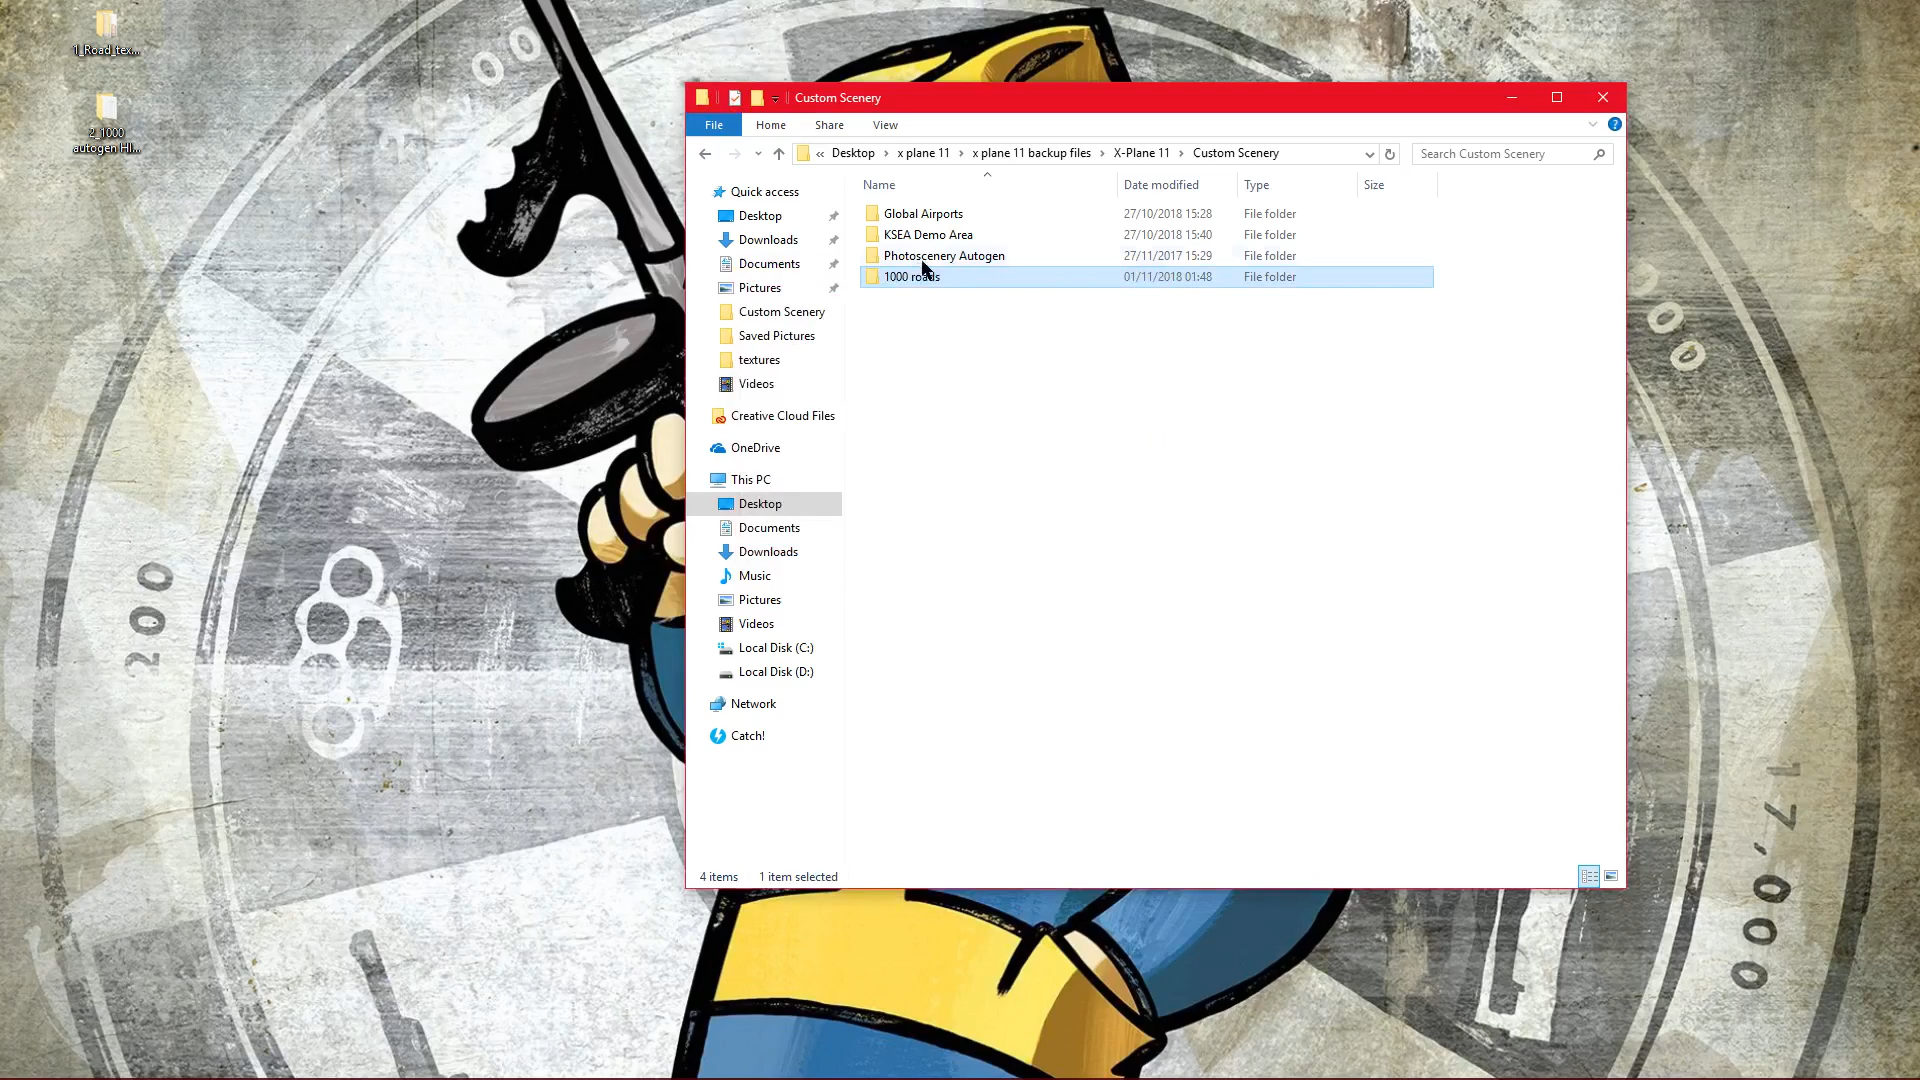 1_Road_tex...
2_1000
autogen HI...
Custom Scenery
File
Home
Share
View
« Desktop > x plane 11 > x plane 11 backup files > X-Plane 11 > Custom Scenery
Search Custom Scenery
Name
Date modified
Type
Size
Global Airports
27/10/2018 15:28
File folder
KSEA Demo Area
27/10/2018 15:40
File folder
Photoscenery Autogen
27/11/2017 15:29
File folder
1000 roads
01/11/2018 01:48
File folder
Quick access
Desktop
Downloads
Documents
Pictures
Custom Scenery
Saved Pictures
textures
Videos
Creative Cloud Files
OneDrive
This PC
Desktop
Documents
Downloads
Music
Pictures
Videos
Local Disk (C:)
Local Disk (D:)
Network
Catch!
4 items
1 item selected
200
17,000